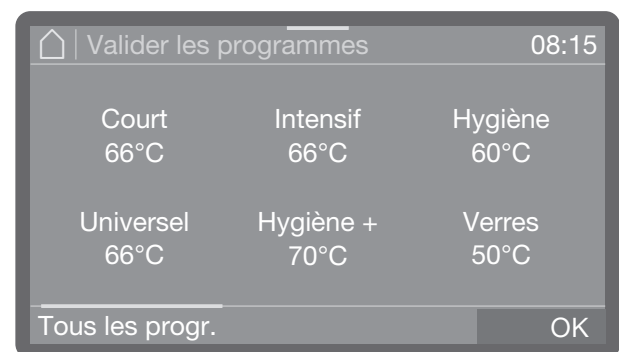 Valider les programmes 08:15
Court Intensif Hygiène
66°C 66°C 60°C
Universel Hygiène + Verres
66°C 70°C 50°C
Tous les progr. OK